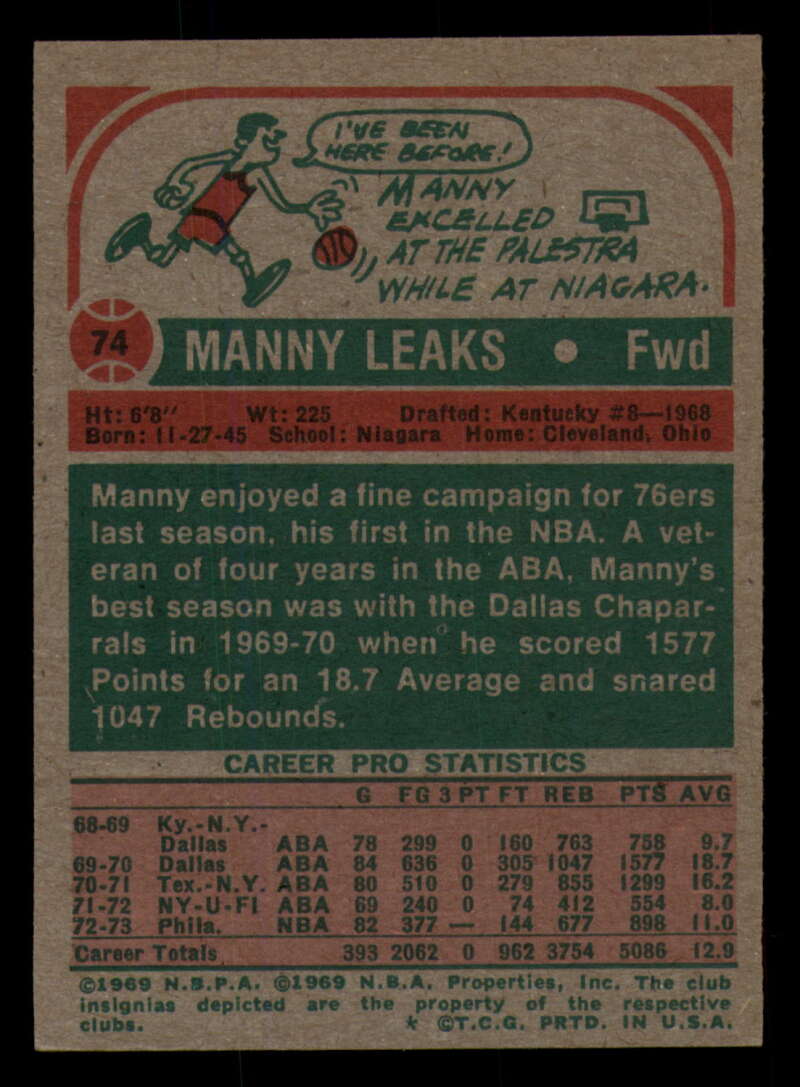 I'VE BEEN
HERE BEFORE!
MANNY
EXCELLED
AT THE PALESTRA
WHILE AT NIAGARA.
74 MANNY LEAKS • Fwd
Ht: 6'8" Wt: 225 Drafted: Kentucky #8—1968
Born: 11-27-45 School: Niagara Home: Cleveland, Ohio
Manny enjoyed a fine campaign for 76ers
last season, his first in the NBA. A vet-
eran of four years in the ABA, Manny's
best season was with the Dallas Chapar-
rals in 1969-70 when he scored 1577
Points for an 18.7 Average and snared
1047 Rebounds.
CAREER PRO STATISTICS
G FG 3 PT FT REB PTS AVG
68-69 Ky.-N.Y.-
Dallas ABA 78 299 0 160 763 758 9.7
69-70 Dallas ABA 84 636 0 305 1047 1577 18.7
70-71 Tex.-N.Y. ABA 80 510 0 279 855 1299 16.2
71-72 NY-U-Fl ABA 69 240 0 74 412 554 8.0
72-73 Phila. NBA 82 377 — 144 677 898 11.0
Career Totals 393 2062 0 962 3754 5086 12.9
©1969 N.B.P.A. ©1969 N.B.A. Properties, Inc. The club
insignias depicted are the property of the respective
clubs. * ©T.C.G. PRTD. IN U.S.A.